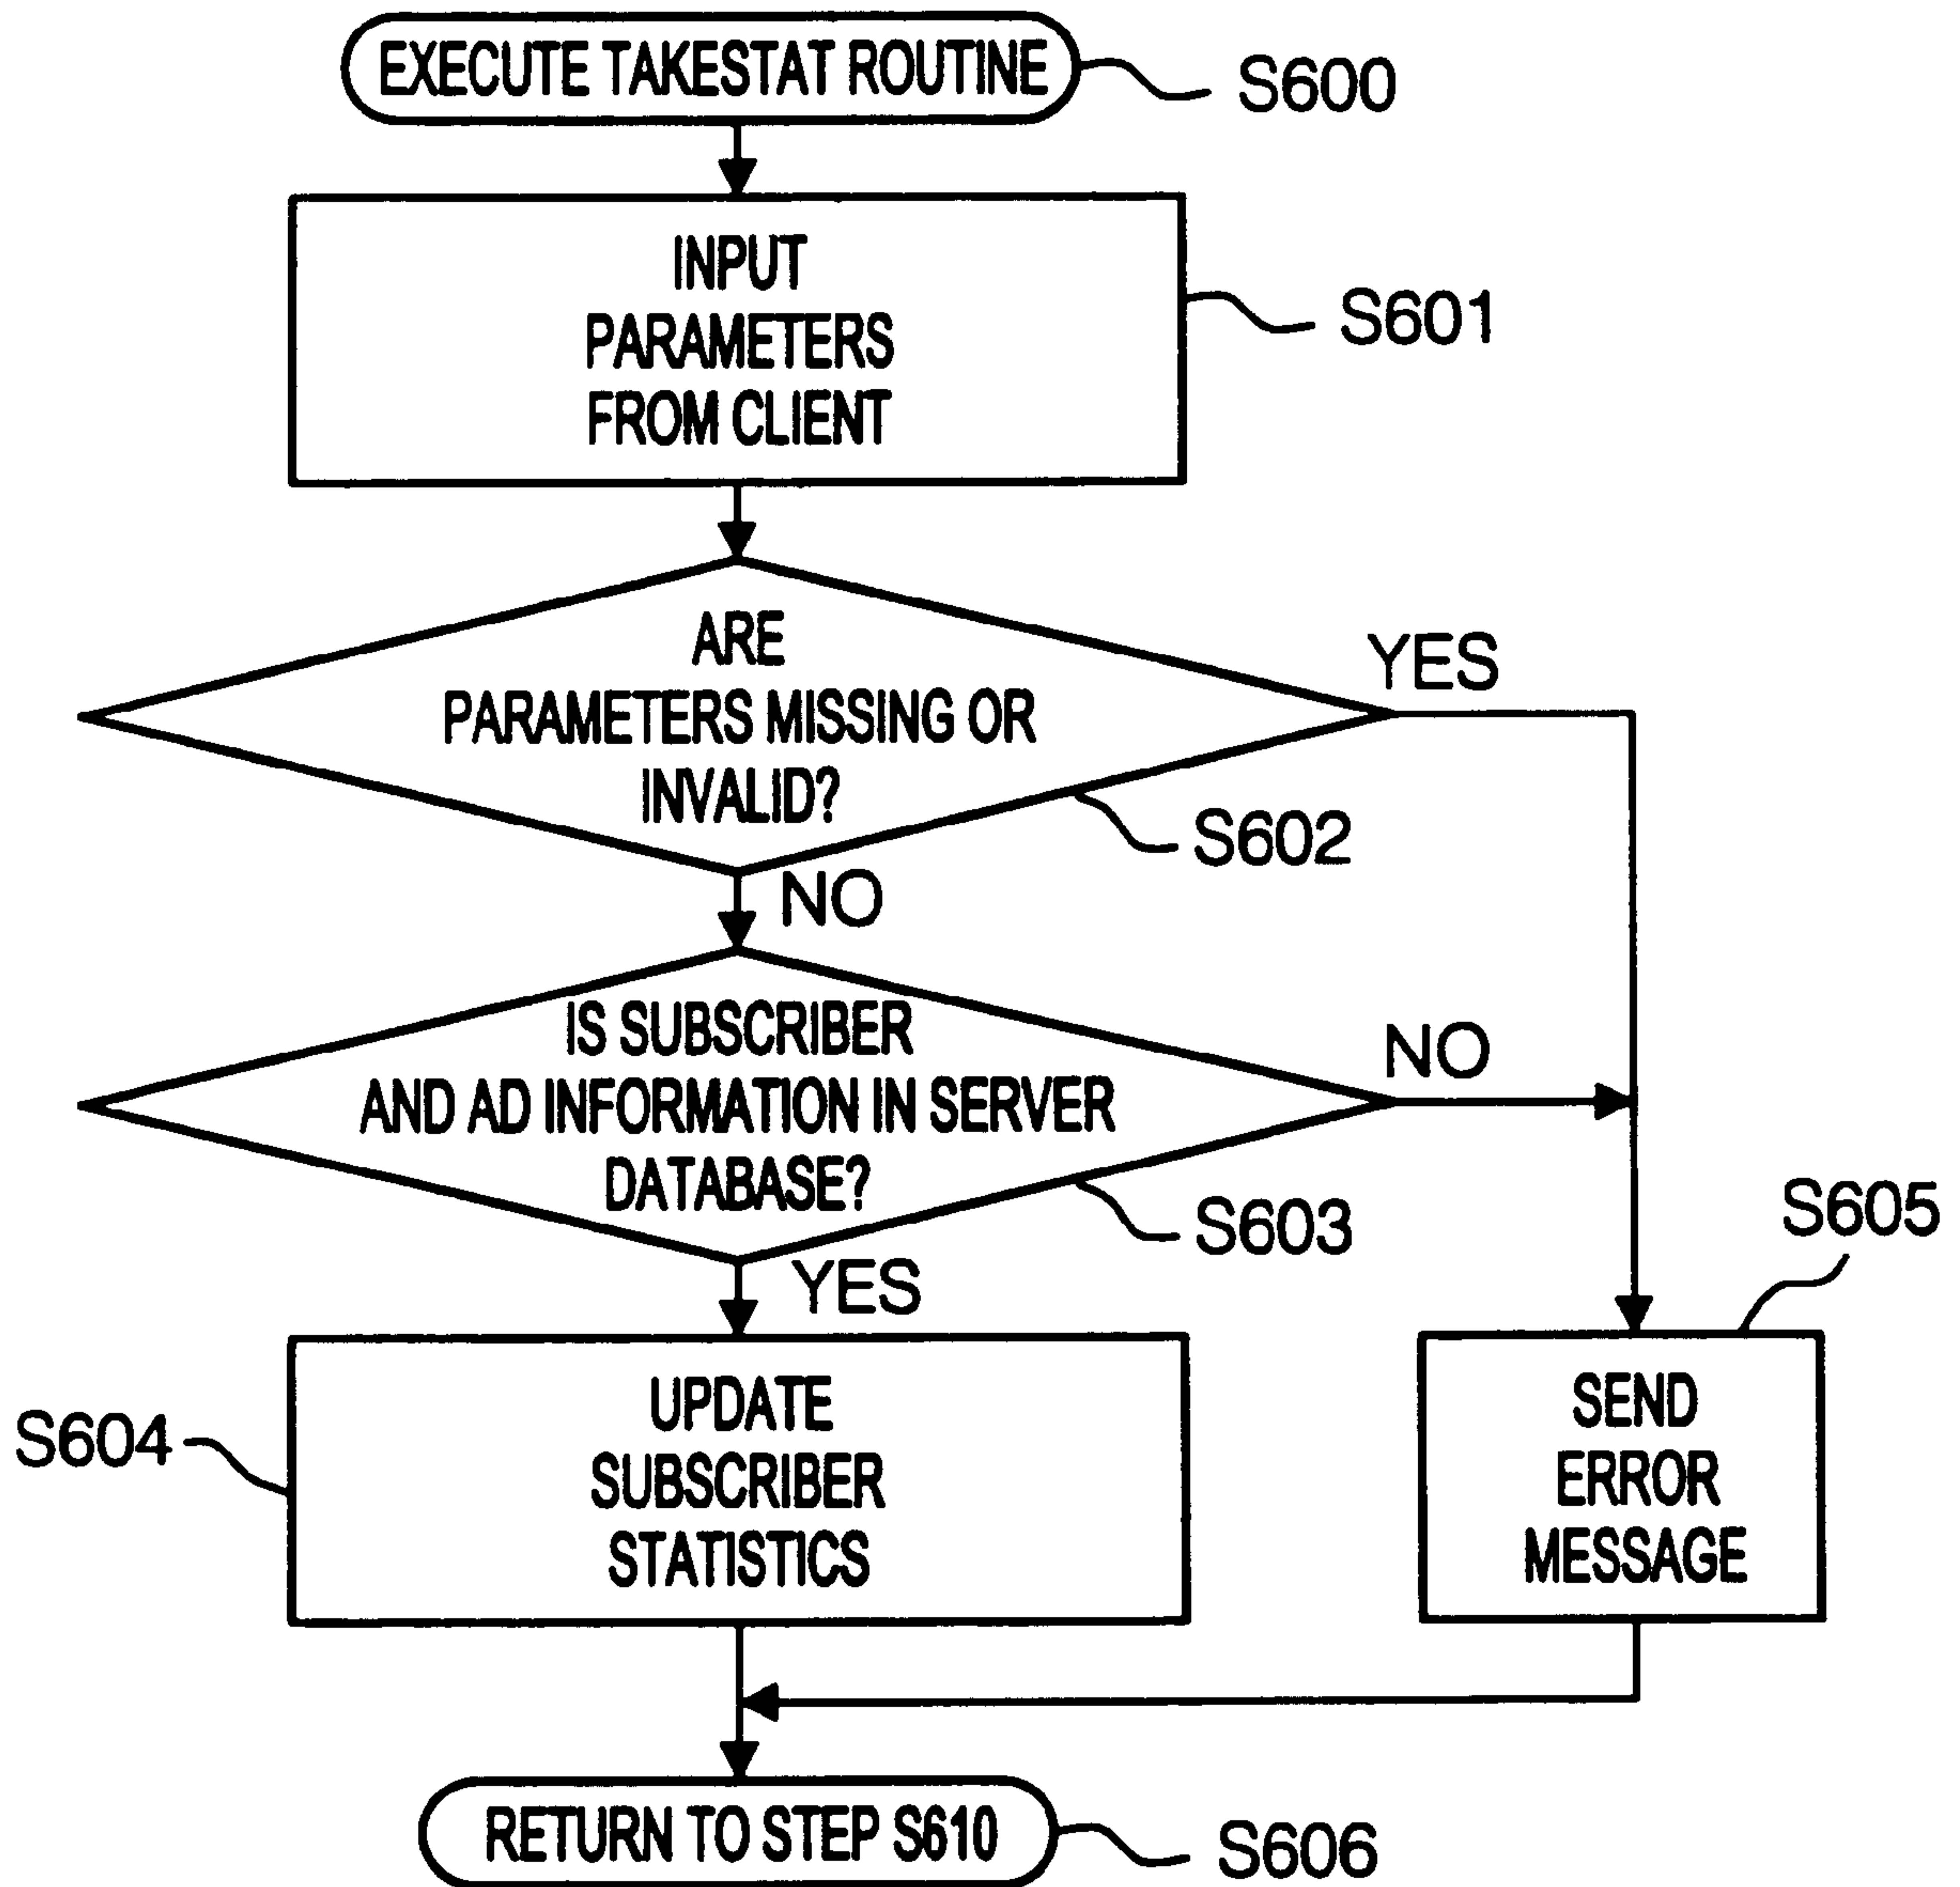 EXECUTE TAKESTAT ROUTINE
S600
INPUT
PARAMETERS
FROM CLIENT
S601
ARE
PARAMETERS MISSING OR
INVALID?
YES
S602
NO
IS SUBSCRIBER
AND AD INFORMATION IN SERVER
DATABASE?
NO
S603
YES
S605
UPDATE
SUBSCRIBER
STATISTICS
S604
SEND
ERROR
MESSAGE
RETURN TO STEP S610
S606